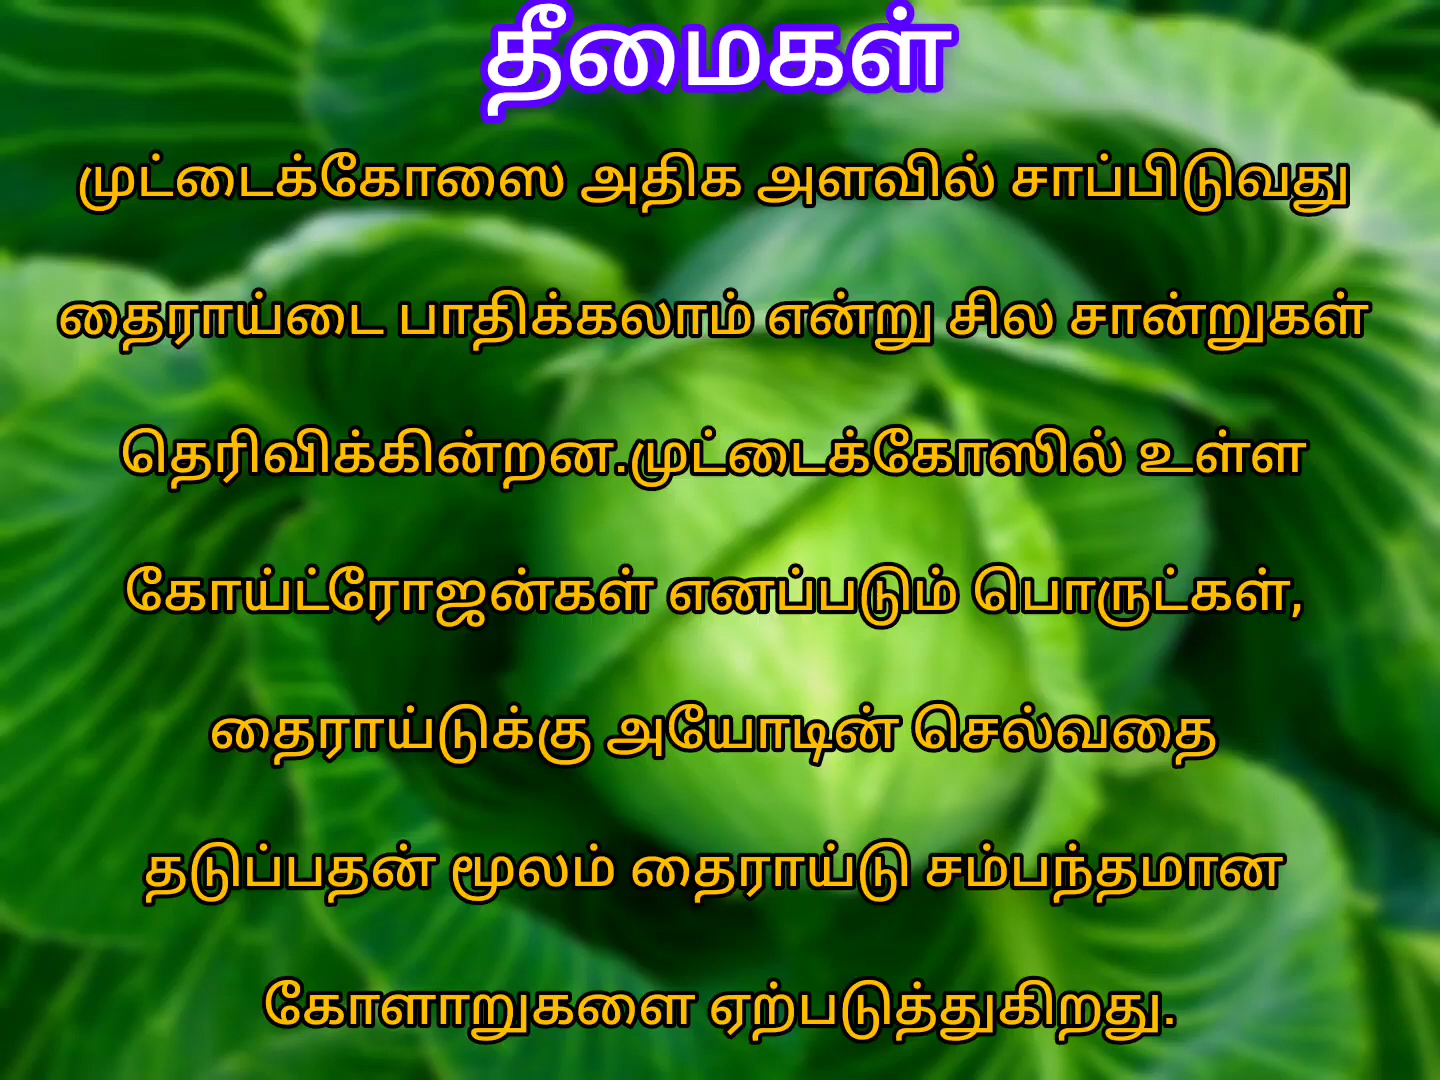 தீமைகள்
முட்டைக்கோஸை அதிக அளவில் சாப்பிடுவது
தைராய்டை பாதிக்கலாம் என்று சில சான்றுகள்
தெரிவிக்கின்றன.முட்டைக்கோஸில் உள்ள
கோய்ட்ரோஜன்கள் எனப்படும் பொருட்கள்,
தைராய்டுக்கு அயோடின் செல்வதை
தடுப்பதன் மூலம் தைராய்டு சம்பந்தமான
கோளாறுகளை ஏற்படுத்துகிறது.